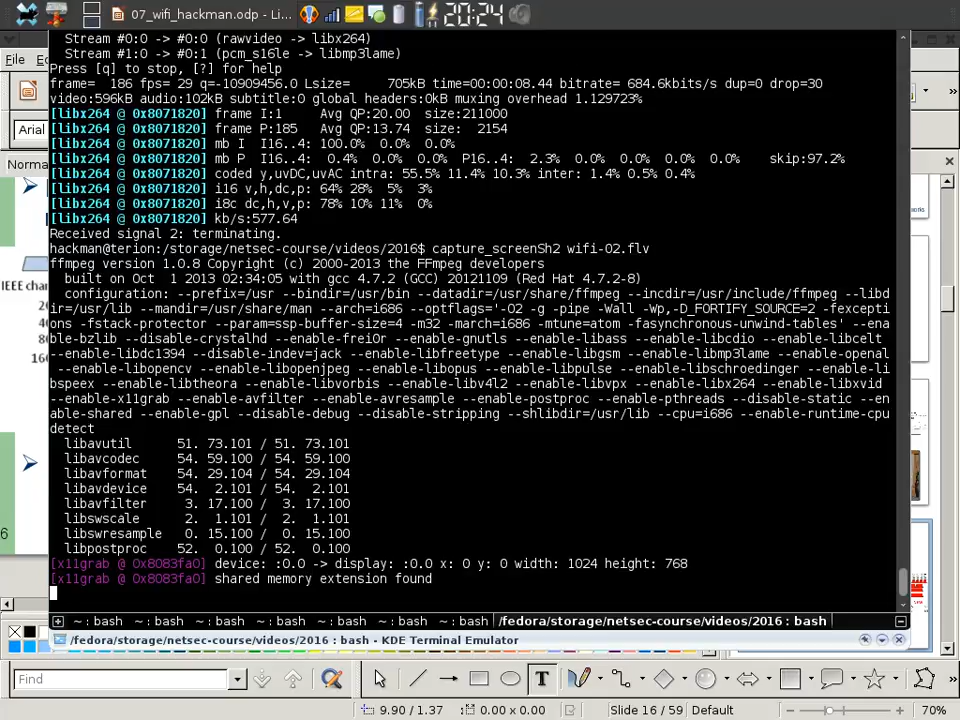 07_wifi_hackman.odp - Li...
20:24
File
Arial
Norma
Stream #0:0 -> #0:0 (rawvideo -> libx264)
Stream #1:0 -> #0:1 (pcm_s16le -> libmp3lame)
Press [q] to stop, [?] for help
frame=  186 fps= 29 q=-10909456.0 Lsize=     705kB time=00:00:08.44 bitrate= 684.6kbits/s dup=0 drop=30
video:596kB audio:102kB subtitle:0 global headers:0kB muxing overhead 1.129723%
[libx264 @ 0x8071820] frame I:1     Avg QP:20.00  size:211000
[libx264 @ 0x8071820] frame P:185   Avg QP:13.74  size:  2154
[libx264 @ 0x8071820] mb I  I16..4: 100.0%  0.0%  0.0%
[libx264 @ 0x8071820] mb P  I16..4:  0.4%  0.0%  0.0%  P16..4:  2.3%  0.0%  0.0%  0.0%  0.0%    skip:97.2%
[libx264 @ 0x8071820] coded y,uvDC,uvAC intra: 55.5% 11.4% 10.3% inter: 1.4% 0.5% 0.4%
[libx264 @ 0x8071820] i16 v,h,dc,p: 64% 28%  5%  3%
[libx264 @ 0x8071820] i8c dc,h,v,p: 78% 10% 11%  0%
[libx264 @ 0x8071820] kb/s:577.64
Received signal 2: terminating.
hackman@terion:/storage/netsec-course/videos/2016$ capture_screenSh2 wifi-02.flv
ffmpeg version 1.0.8 Copyright (c) 2000-2013 the FFmpeg developers
built on Oct  1 2013 02:34:05 with gcc 4.7.2 (GCC) 20121109 (Red Hat 4.7.2-8)
configuration: --prefix=/usr --bindir=/usr/bin --datadir=/usr/share/ffmpeg --incdir=/usr/include/ffmpeg --libd
ir=/usr/lib --mandir=/usr/share/man --arch=i686 --optflags='-O2 -g -pipe -Wall -Wp,-D_FORTIFY_SOURCE=2 -fexcepti
ons -fstack-protector --param=ssp-buffer-size=4 -m32 -march=i686 -mtune=atom -fasynchronous-unwind-tables' --ena
ble-bzlib --disable-crystalhd --enable-frei0r --enable-gnutls --enable-libass --enable-libcdio --enable-libcelt
--enable-libdc1394 --disable-indev=jack --enable-libfreetype --enable-libgsm --enable-libmp3lame --enable-openal
--enable-libopencv --enable-libopenjpeg --enable-libopus --enable-libpulse --enable-libschroedinger --enable-li
bspeex --enable-libtheora --enable-libvorbis --enable-libv4l2 --enable-libvpx --enable-libx264 --enable-libxvid
--enable-x11grab --enable-avfilter --enable-avresample --enable-postproc --enable-pthreads --disable-static --en
able-shared --enable-gpl --disable-debug --disable-stripping --shlibdir=/usr/lib --cpu=i686 --enable-runtime-cpu
detect
libavutil      51. 73.101 / 51. 73.101
libavcodec     54. 59.100 / 54. 59.100
libavformat    54. 29.104 / 54. 29.104
libavdevice    54.  2.101 / 54.  2.101
libavfilter     3. 17.100 /  3. 17.100
libswscale      2.  1.101 /  2.  1.101
libswresample   0. 15.100 /  0. 15.100
libpostproc    52.  0.100 / 52.  0.100
[x11grab @ 0x8083fa0] device: :0.0 -> display: :0.0 x: 0 y: 0 width: 1024 height: 768
[x11grab @ 0x8083fa0] shared memory extension found
IEEE chan
20
40
80
160
6
~ : bash ~ : bash ~ : bash ~ : bash ~ : bash ~ : bash /fedora/storage/netsec-course/videos/2016 : bash
/fedora/storage/netsec-course/videos/2016 : bash - KDE Terminal Emulator
Find
9.90 / 1.37
0.00 x 0.00
Slide 16 / 59
Default
70%